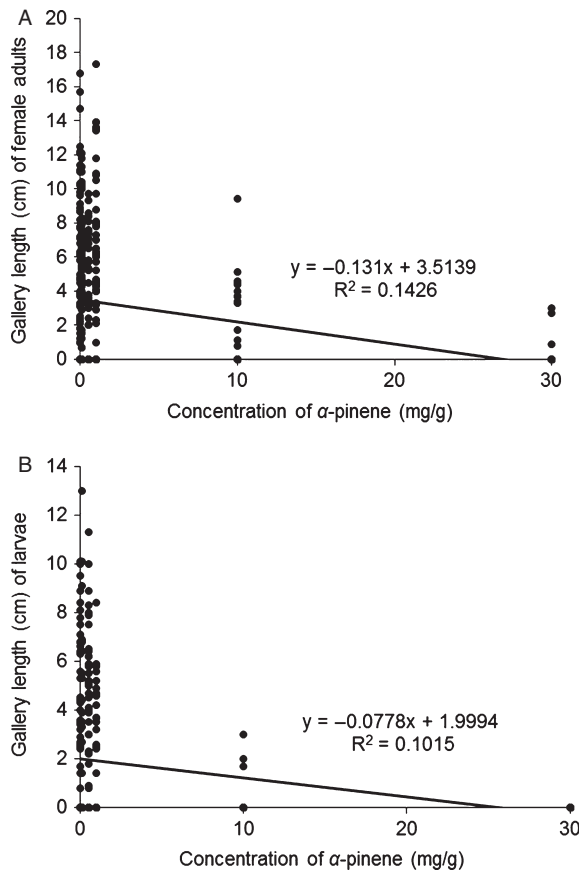 A
Gallery length (cm) of female adults
20
18
16
14
12
10
8
6
4
2
0
y = –0.131x + 3.5139
R² = 0.1426
0 10 20 30
Concentration of α-pinene (mg/g)
B
Gallery length (cm) of larvae
14
12
10
8
6
4
2
0
y = –0.0778x + 1.9994
R² = 0.1015
0 10 20 30
Concentration of α-pinene (mg/g)